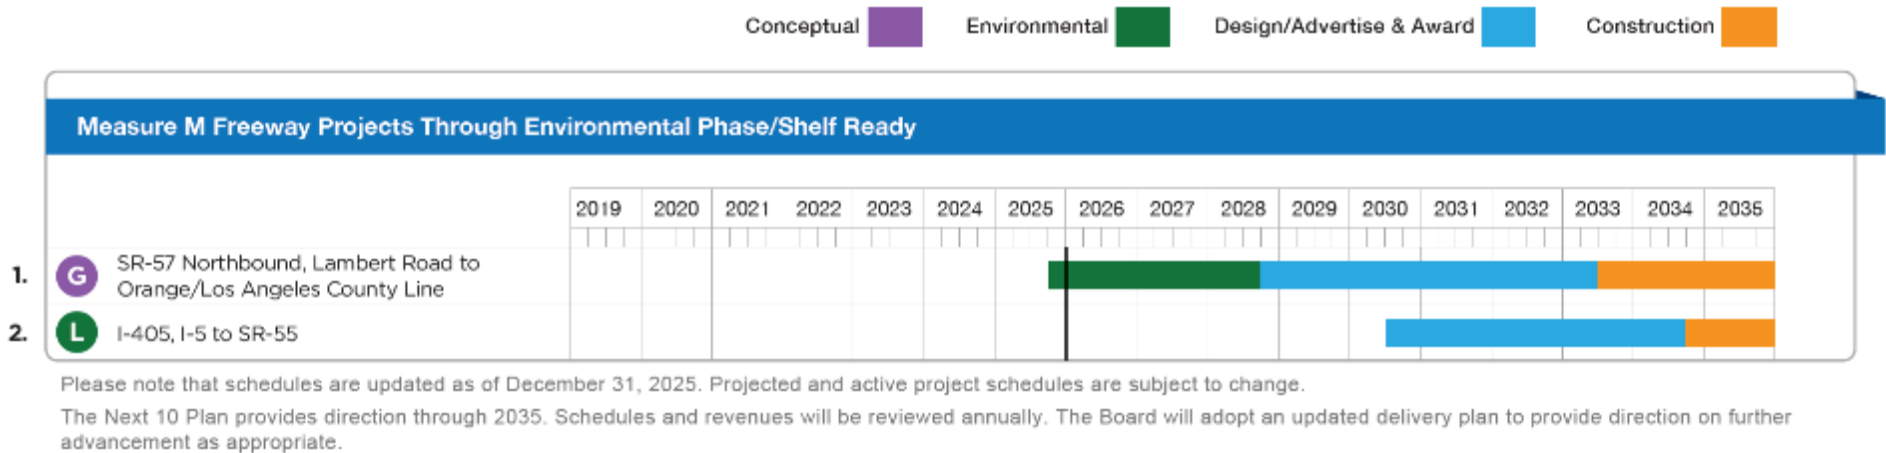 Conceptual Environmental Design/Advertise & Award Construction
Measure M Freeway Projects Through Environmental Phase/Shelf Ready
2019 2020 2021 2022 2023 2024 2025 2026 2027 2028 2029 2030 2031 2032 2033 2034 2035
1. G SR-57 Northbound, Lambert Road to
Orange/Los Angeles County Line
2. L I-405, I-5 to SR-55
Please note that schedules are updated as of December 31, 2025. Projected and active project schedules are subject to change.
The Next 10 Plan provides direction through 2035. Schedules and revenues will be reviewed annually. The Board will adopt an updated delivery plan to provide direction on further
advancement as appropriate.